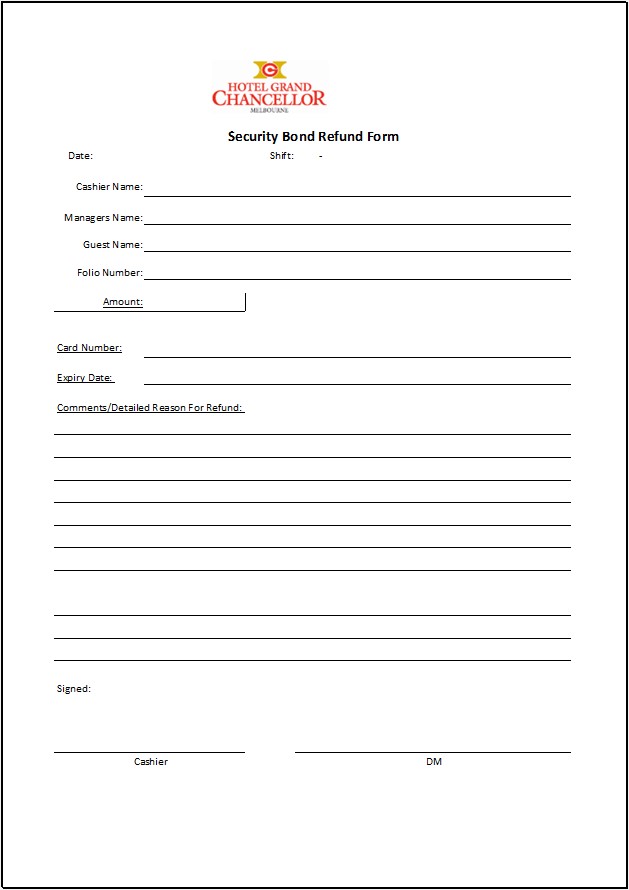 HOTEL GRAND
CHANCELLOR
MELBOURNE
Security Bond Refund Form
Date: Shift: -
Cashier Name:
Managers Name:
Guest Name:
Folio Number:
Amount:
Card Number:
Expiry Date:
Comments/Detailed Reason For Refund:
Signed:
Cashier DM